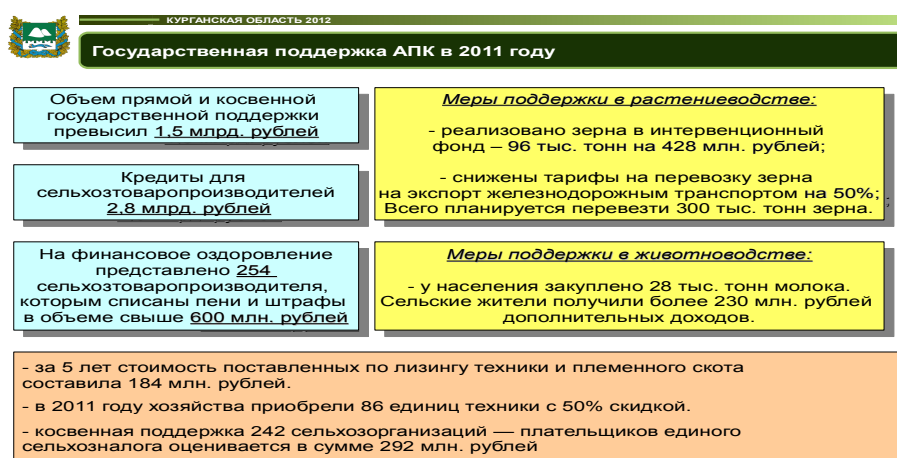 КУРГАНСКАЯ ОБЛАСТЬ 2012
Государственная поддержка АПК в 2011 году
Объем прямой и косвенной
государственной поддержки
превысил 1,5 млрд. рублей
Кредиты для
сельхозтоваропроизводителей
2,8 млрд. рублей
На финансовое оздоровление
представлено 254
сельхозтоваропроизводителя,
которым списаны пени и штрафы
в объеме свыше 600 млн. рублей
Меры поддержки в растениеводстве:
- реализовано зерна в интервенционный
фонд – 96 тыс. тонн на 428 млн. рублей;
- снижены тарифы на перевозку зерна
на экспорт железнодорожным транспортом на 50%;
Всего планируется перевезти 300 тыс. тонн зерна.
Меры поддержки в животноводстве:
- у населения закуплено 28 тыс. тонн молока.
Сельские жители получили более 230 млн. рублей
дополнительных доходов.
- за 5 лет стоимость поставленных по лизингу техники и племенного скота
составила 184 млн. рублей.
- в 2011 году хозяйства приобрели 86 единиц техники с 50% скидкой.
- косвенная поддержка 242 сельхозорганизаций — плательщиков единого
сельхозналога оценивается в сумме 292 млн. рублей